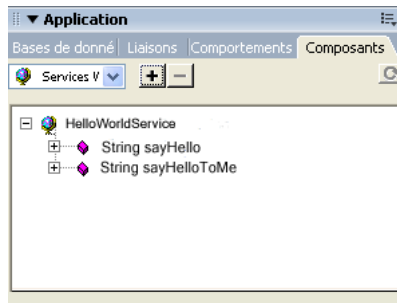 Application
Bases de donné Liaisons Comportements Composants
Services V
HelloWorldService
String sayHello
String sayHelloToMe